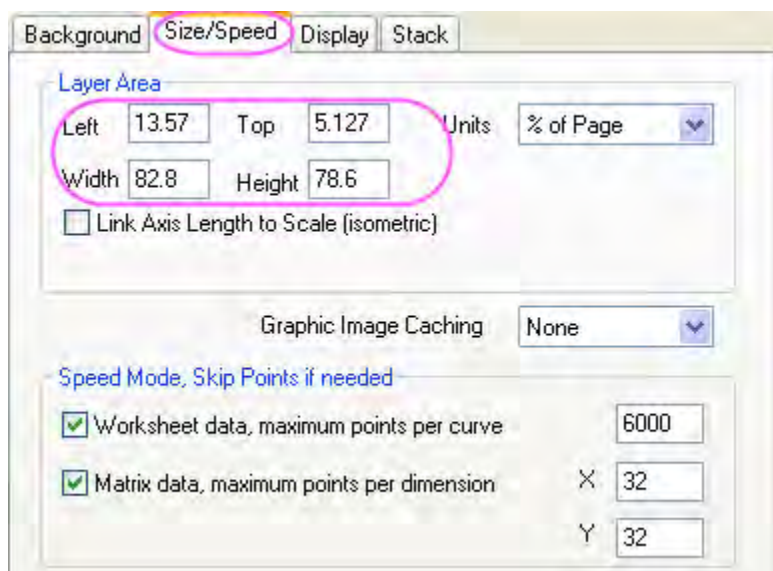 Background Size/Speed Display Stack
Layer Area
Left 13.57 Top 5.127 Units % of Page
Width 82.8 Height 78.6
Link Axis Length to Scale (isometric)
Graphic Image Caching None
Speed Mode, Skip Points if needed
Worksheet data, maximum points per curve 6000
Matrix data, maximum points per dimension X 32
Y 32